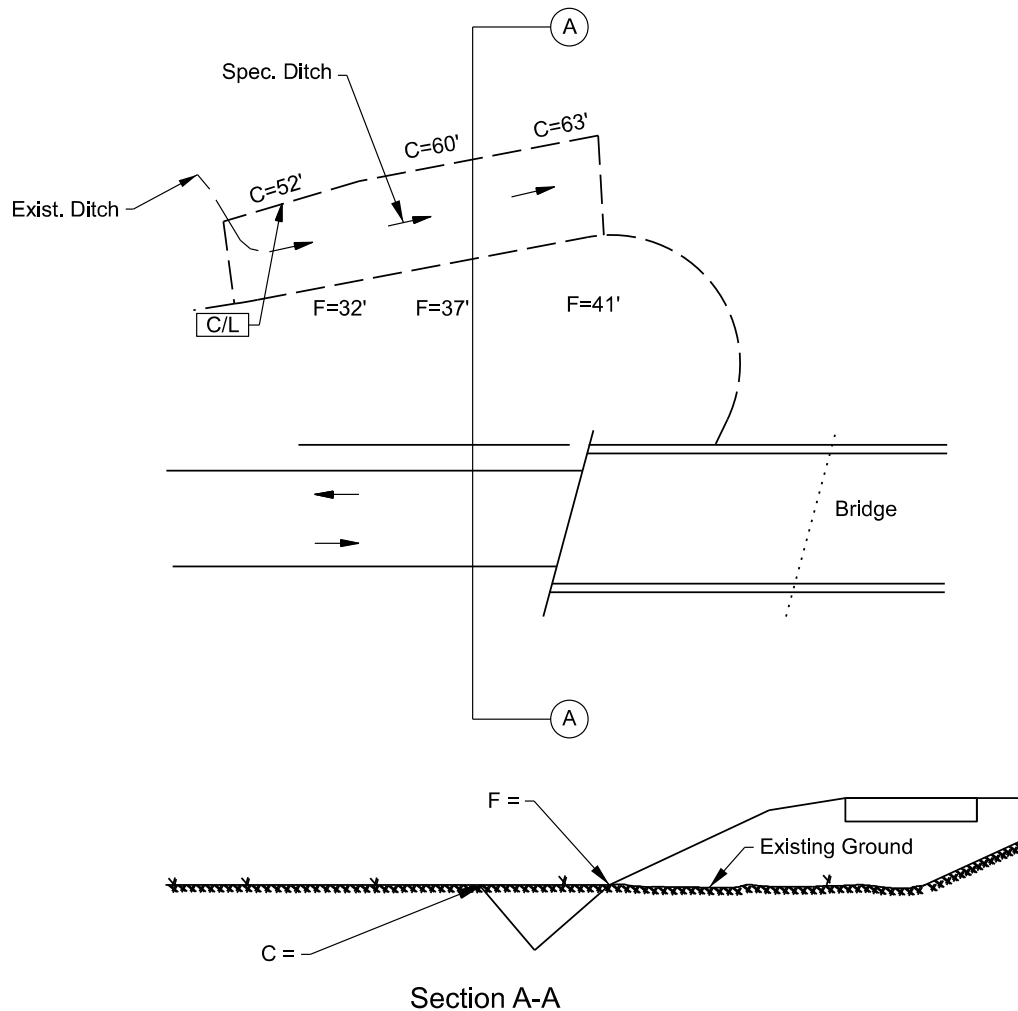 A
Spec. Ditch
C=63'
C=60'
C=52'
Exist. Ditch
F=32'
F=37'
F=41'
C/L
Bridge
A
F =
Existing Ground
C =
Section A-A